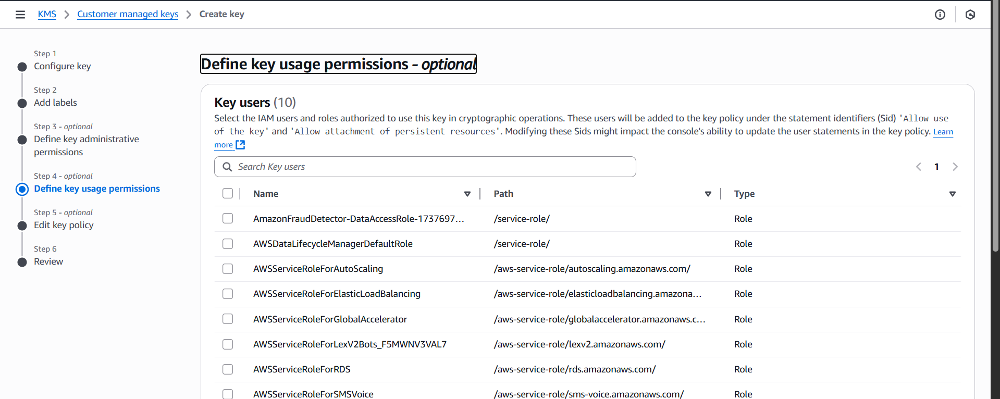 KMS > Customer managed keys > Create key
Step 1
Configure key
Step 2
Add labels
Step 3 - optional
Define key administrative
permissions
Step 4 - optional
Define key usage permissions
Step 5 - optional
Edit key policy
Step 6
Review
Define key usage permissions - optional
Key users (10)
Select the IAM users and roles authorized to use this key in cryptographic operations. These users will be added to the key policy under the statement identifiers (Sid) 'Allow use
of the key' and 'Allow attachment of persistent resources'. Modifying these Sids might impact the console's ability to update the user statements in the key policy. Learn
more
Search Key users
1
Name Path Type
AmazonFraudDetector-DataAccessRole-1737697... /service-role/ Role
AWSDataLifecycleManagerDefaultRole /service-role/ Role
AWSServiceRoleForAutoScaling /aws-service-role/autoscaling.amazonaws.com/ Role
AWSServiceRoleForElasticLoadBalancing /aws-service-role/elasticloadbalancing.amazona... Role
AWSServiceRoleForGlobalAccelerator /aws-service-role/globalaccelerator.amazonaws.c... Role
AWSServiceRoleForLexV2Bots_F5MWNV3VAL7 /aws-service-role/lexv2.amazonaws.com/ Role
AWSServiceRoleForRDS /aws-service-role/rds.amazonaws.com/ Role
AWSServiceRoleForSMSVoice /aws-service-role/sms-voice.amazonaws.com/ Role